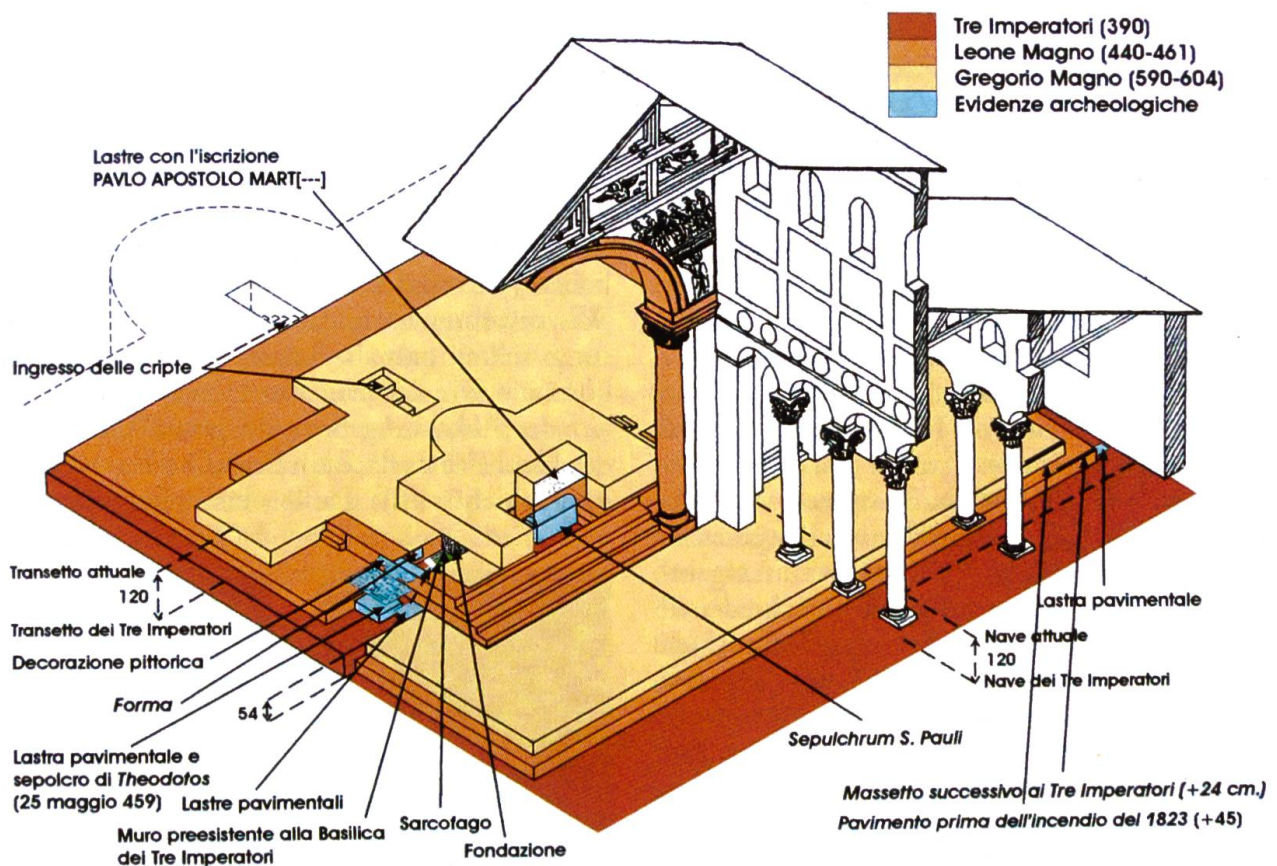 Tre Imperatori (390)
Leone Magno (440-461)
Gregorio Magno (590-604)
Evidenze archeologiche
Lastre con l'iscrizione
PAVLO APOSTOLO MART[---]
Ingresso delle cripte
Transetto attuale
120
Transetto dei Tre Imperatori
Decorazione pittorica
Forma
54
Lastra pavimentale e
sepolcro di Theodotos
(25 maggio 459)
Lastre pavimentali
Muro preesistente alla Basilica
dei Tre Imperatori
Sarcofago
Fondazione
Sepulchrum S. Pauli
Lastra pavimentale
Nave attuale
120
Nave dei Tre Imperatori
Massetto successivo ai Tre Imperatori (+24 cm.)
Pavimento prima dell'incendio del 1823 (+45)